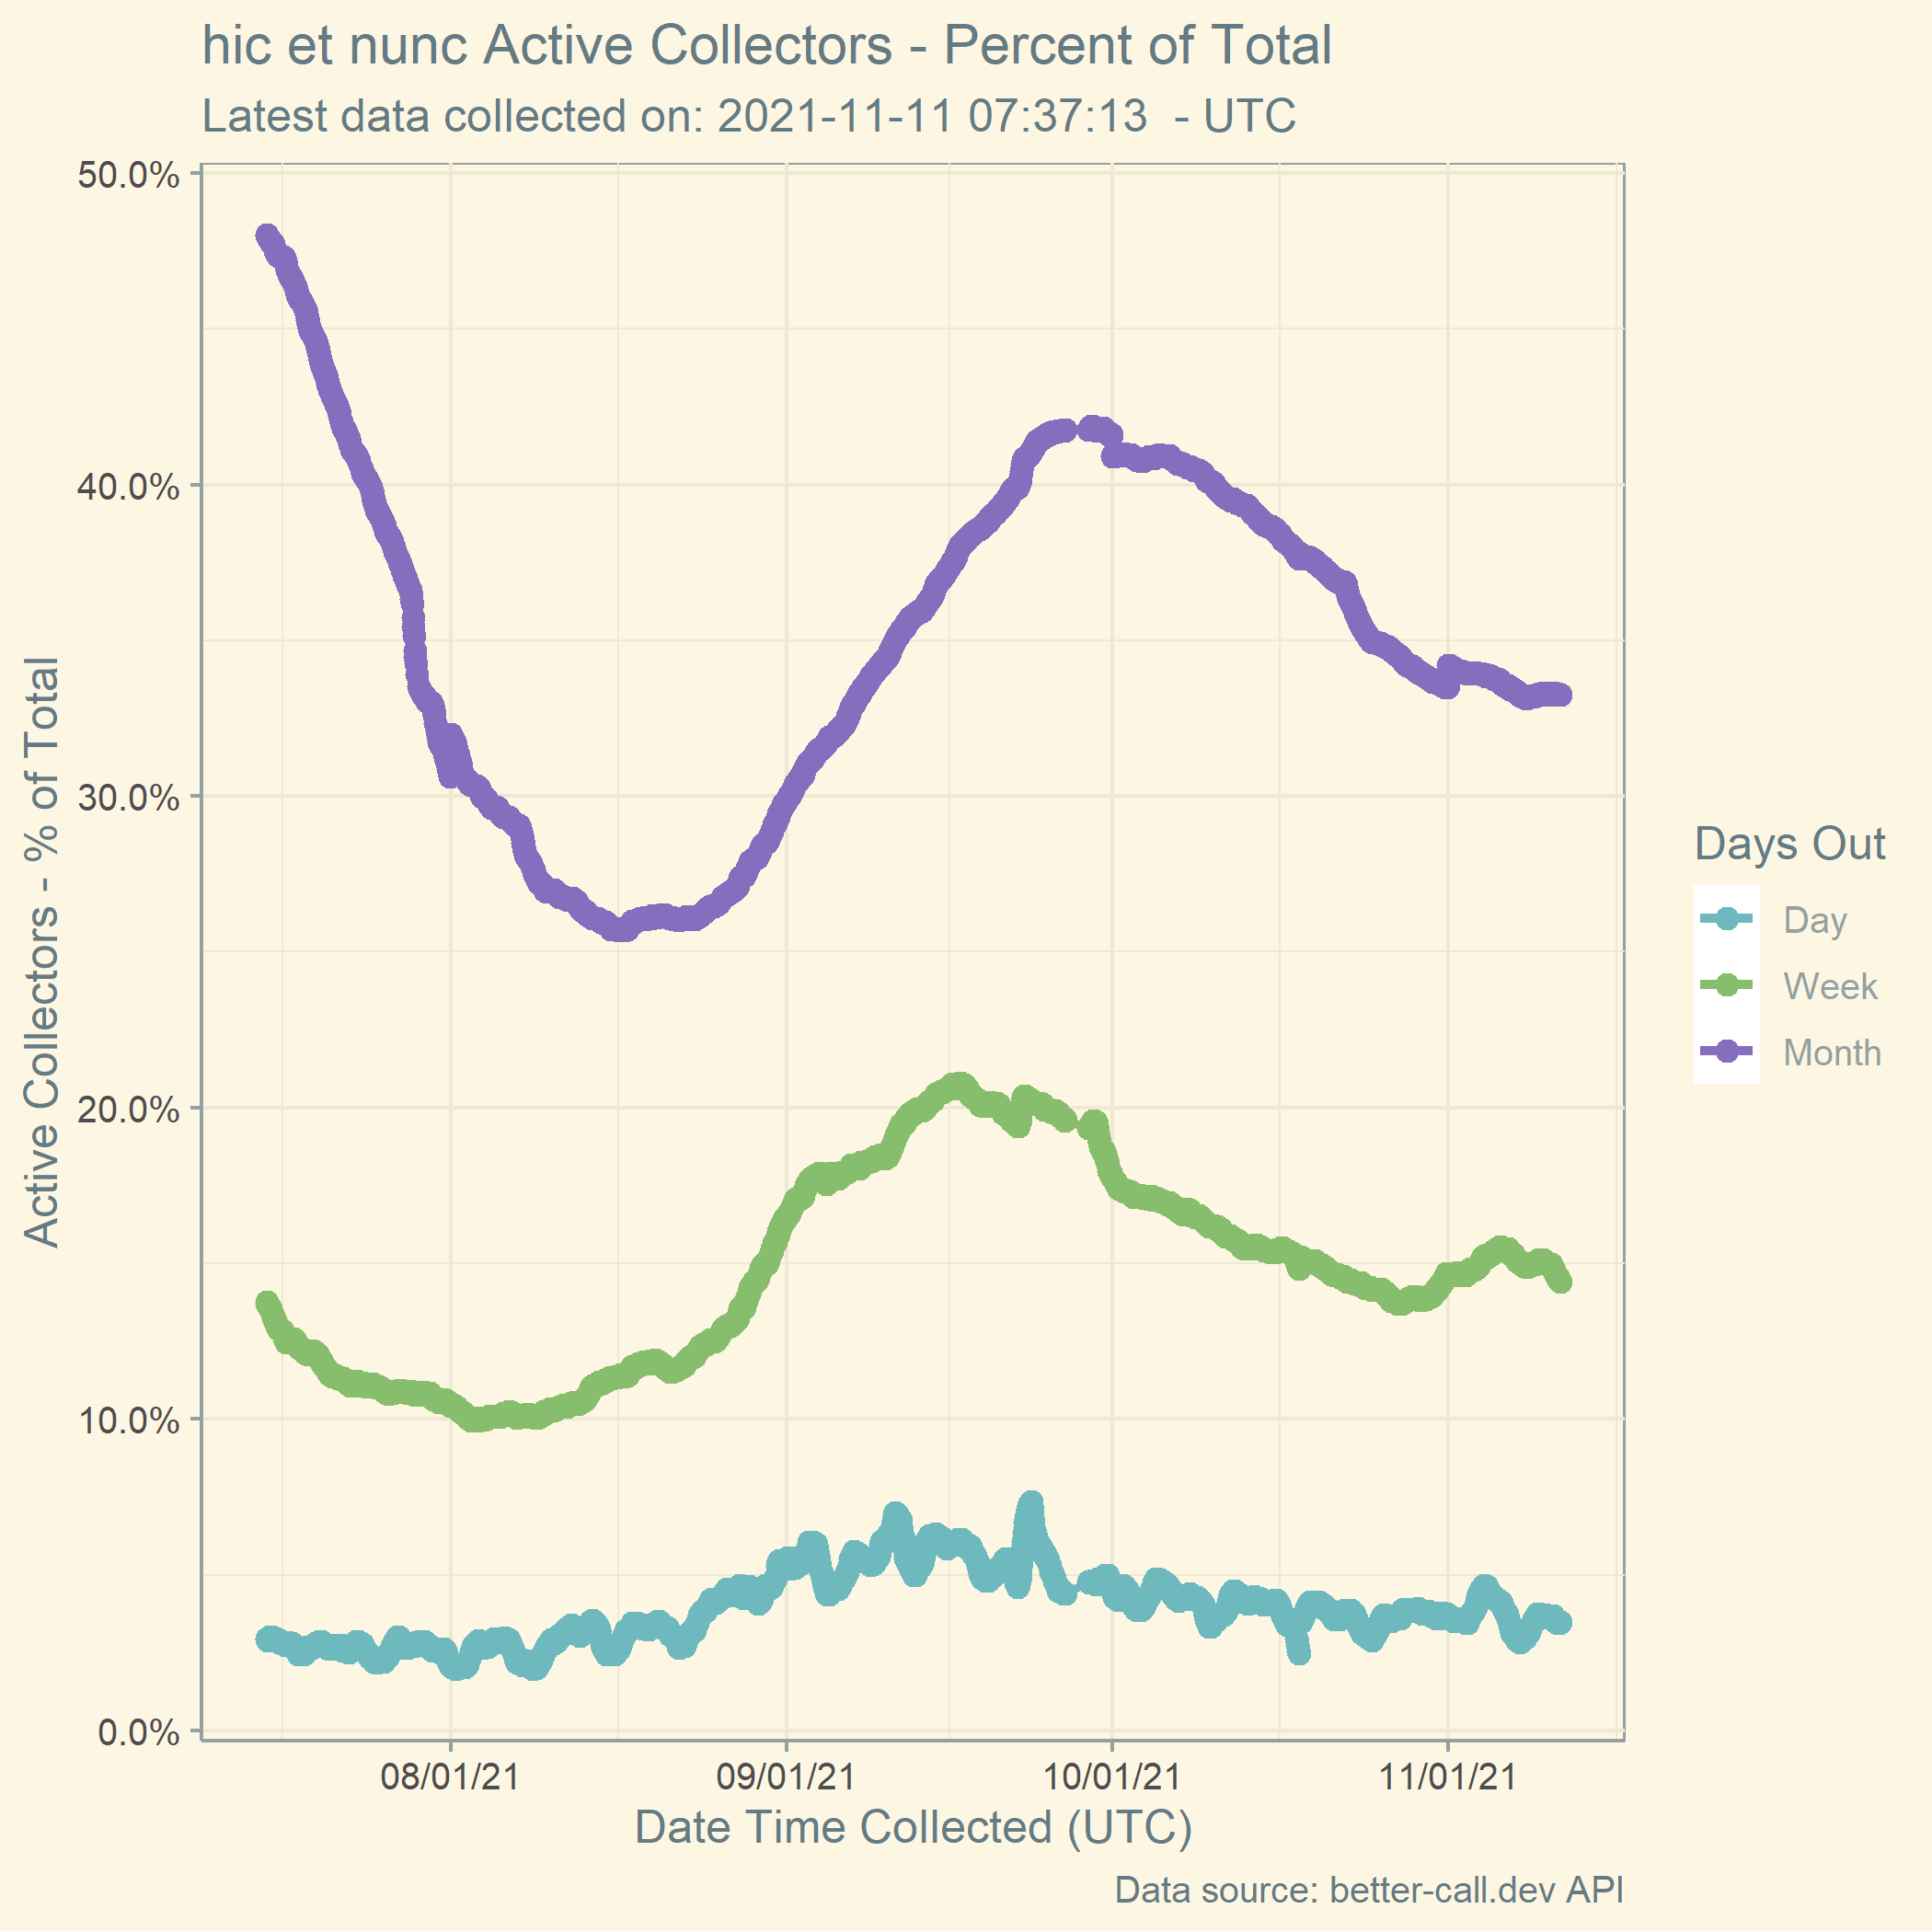 hic et nunc Active Collectors - Percent of Total
Latest data collected on: 2021-11-11 07:37:13  - UTC
Active Collectors - % of Total
50.0%
40.0%
30.0%
20.0%
10.0%
0.0%
08/01/21 09/01/21 10/01/21 11/01/21
Date Time Collected (UTC)
Days Out
Day
Week
Month
Data source: better-call.dev API